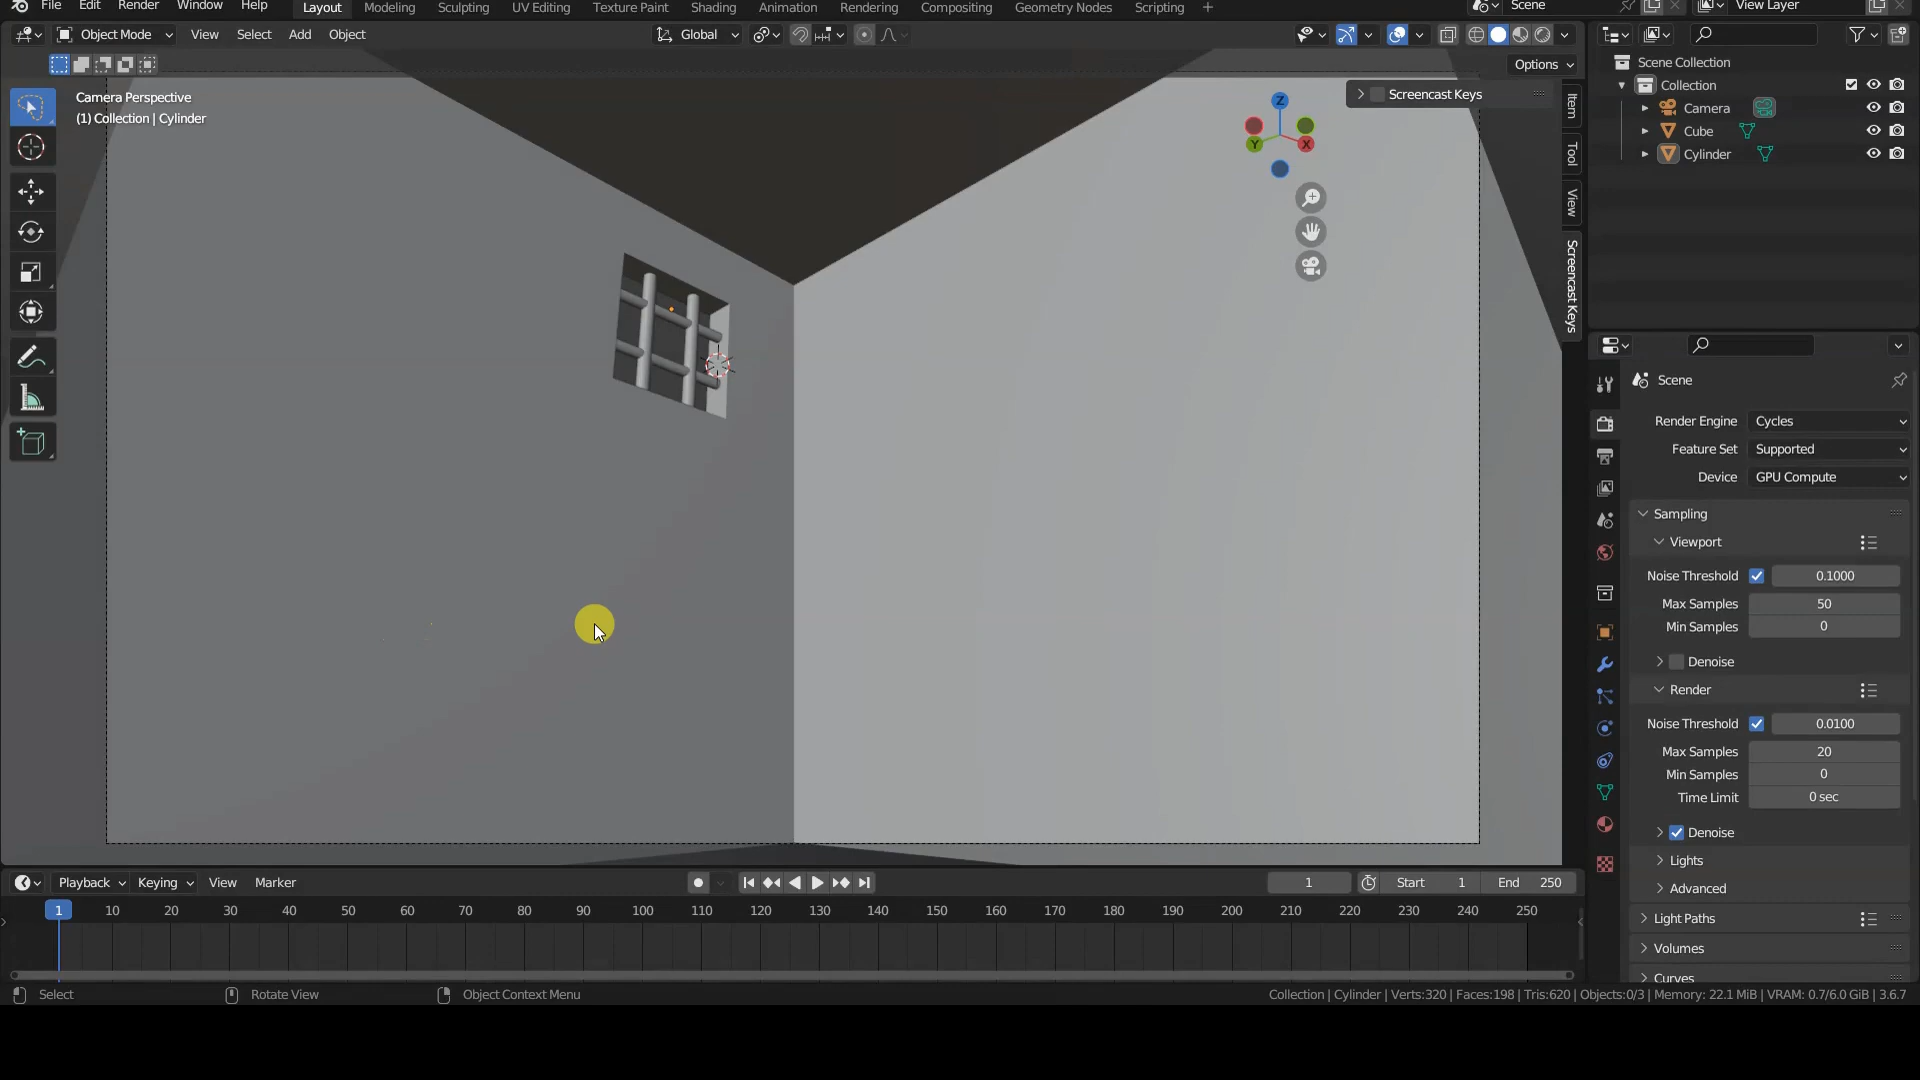 File Edit Render Window Help Layout Modeling Sculpting UV Editing Texture Paint Shading Animation Rendering Compositing Geometry Nodes Scripting + Scene View Layer
Object Mode View Select Add Object Global
Options
Camera Perspective
(1) Collection | Cylinder
Screencast Keys
Z
Y
X
Item
Tool
View
Screencast Keys
Scene Collection
Collection
Camera
Cube
Cylinder
Scene
Render Engine Cycles
Feature Set Supported
Device GPU Compute
Sampling
Viewport
Noise Threshold 0.1000
Max Samples 50
Min Samples 0
Denoise
Render
Noise Threshold 0.0100
Max Samples 20
Min Samples 0
Time Limit 0 sec
Denoise
Lights
Advanced
Light Paths
Volumes
Curves
Playback Keying View Marker 1 Start 1 End 250
1 10 20 30 40 50 60 70 80 90 100 110 120 130 140 150 160 170 180 190 200 210 220 230 240 250
Select Rotate View Object Context Menu Collection | Cylinder | Verts:320 | Faces:198 | Tris:620 | Objects:0/3 | Memory: 22.1 MiB | VRAM: 0.7/6.0 GiB | 3.6.7